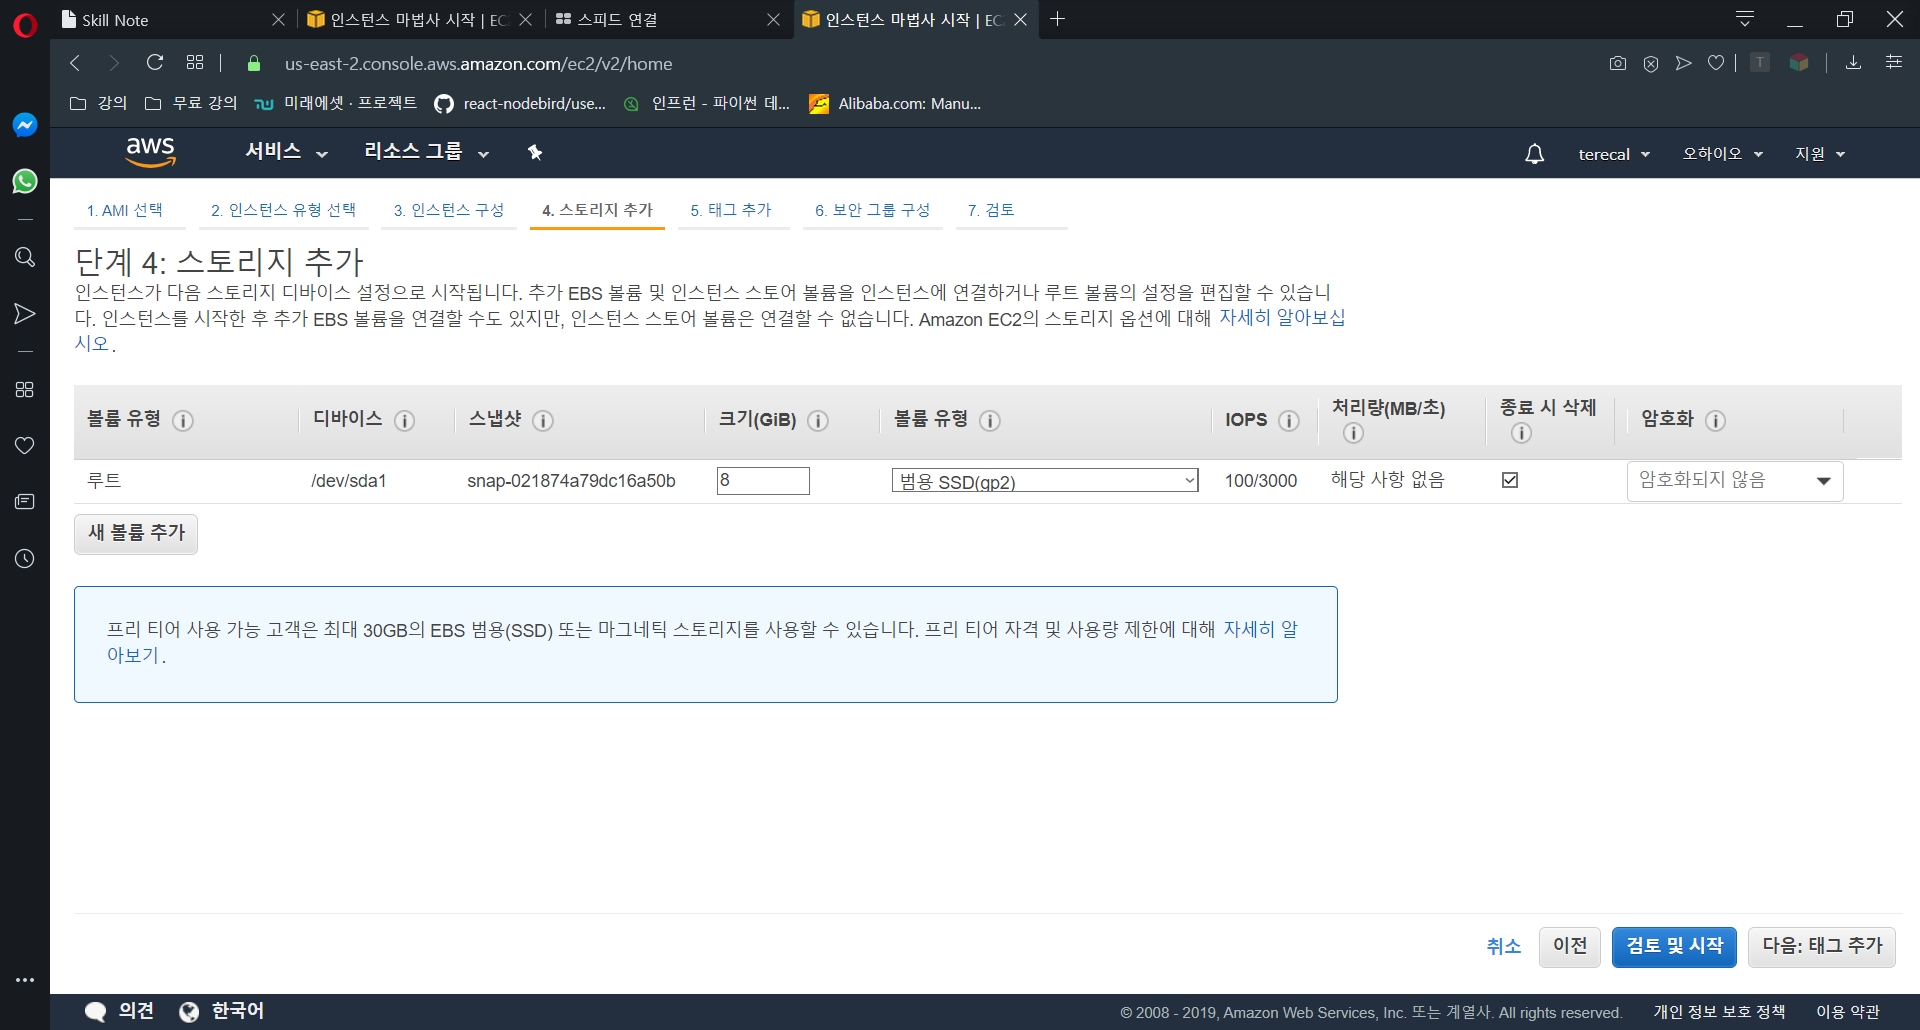 Skill Note
인스턴스 마법사 시작 | EC
스피드 연결
인스턴스 마법사 시작 | EC
us-east-2.console.aws.amazon.com/ec2/v2/home
강의
무료 강의
미래에셋 · 프로젝트
react-nodebird/use...
인프런 - 파이썬 데...
Alibaba.com: Manu...
aws
서비스
리소스 그룹
terecal
오하이오
지원
1. AMI 선택
2. 인스턴스 유형 선택
3. 인스턴스 구성
4. 스토리지 추가
5. 태그 추가
6. 보안 그룹 구성
7. 검토
단계 4: 스토리지 추가
인스턴스가 다음 스토리지 디바이스 설정으로 시작됩니다. 추가 EBS 볼륨 및 인스턴스 스토어 볼륨을 인스턴스에 연결하거나 루트 볼륨의 설정을 편집할 수 있습니
다. 인스턴스를 시작한 후 추가 EBS 볼륨을 연결할 수도 있지만, 인스턴스 스토어 볼륨은 연결할 수 없습니다. Amazon EC2의 스토리지 옵션에 대해 자세히 알아보십
시오.
볼륨 유형
디바이스
스냅샷
크기(GiB)
볼륨 유형
IOPS
처리량(MB/초)
종료 시 삭제
암호화
루트
/dev/sda1
snap-021874a79dc16a50b
8
범용 SSD(gp2)
100/3000
해당 사항 없음
암호화되지 않음
새 볼륨 추가
프리 티어 사용 가능 고객은 최대 30GB의 EBS 범용(SSD) 또는 마그네틱 스토리지를 사용할 수 있습니다. 프리 티어 자격 및 사용량 제한에 대해 자세히 알
아보기.
취소
이전
검토 및 시작
다음: 태그 추가
의견
한국어
© 2008 - 2019, Amazon Web Services, Inc. 또는 계열사. All rights reserved.
개인 정보 보호 정책
이용 약관